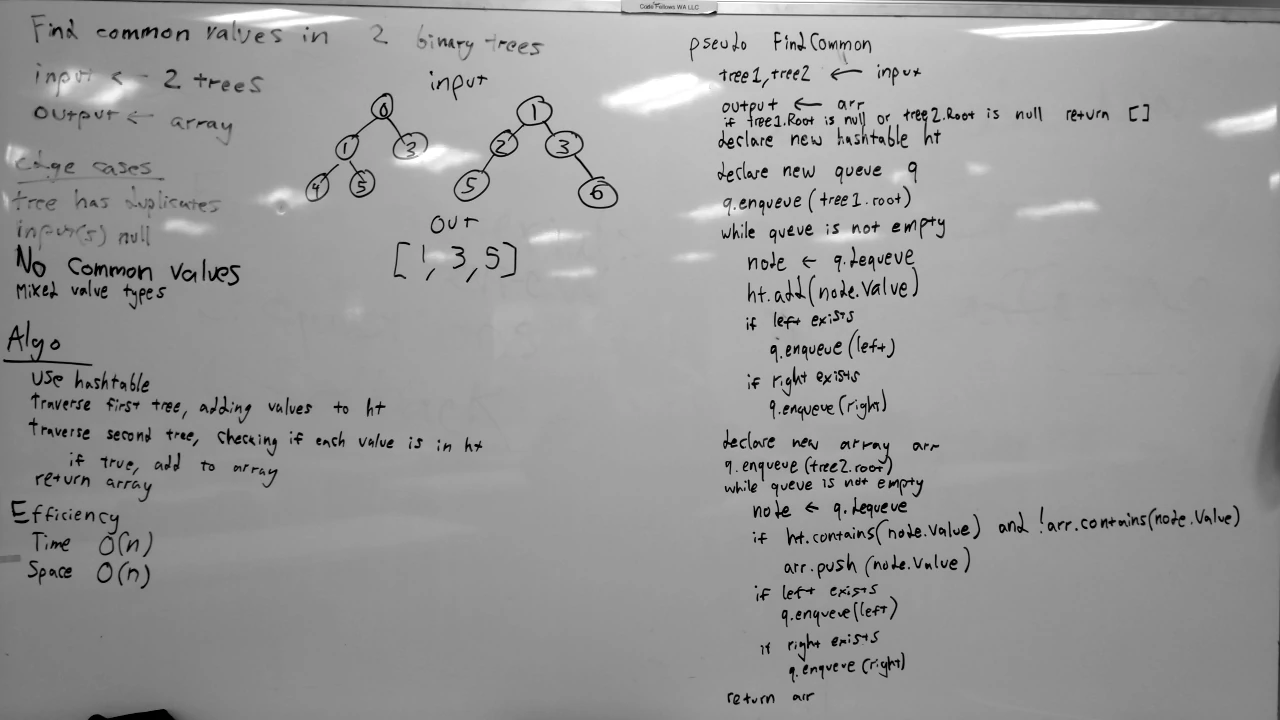 Code Fellows WA LLC
Find common values in 2 binary trees
input <- 2 trees
output ← array
edge cases
tree has duplicates
input(s) null
No Common values
Mixed value types
input
0
1 3
4 5
1
2 3
5 6
out
[1, 3, 5]
Algo
Use hashtable
traverse first tree, adding values to ht
traverse second tree, checking if each value is in ht
if true, add to array
return array
Efficiency
Time O(n)
Space O(n)
pseudo FindCommon
tree1, tree2 ← input
output ← arr
if tree1.Root is null or tree2.Root is null return []
declare new hashtable ht
declare new queue q
q.enqueue(tree1.root)
while queue is not empty
node ← q.dequeue
ht.add(node.Value)
if left exists
q.enqueue(left)
if right exists
q.enqueue(right)
declare new array arr
q.enqueue(tree2.root)
while queue is not empty
node ← q.dequeue
if ht.contains(node.Value) and !arr.contains(node.Value)
arr.push(node.Value)
if left exists
q.enqueue(left)
if right exists
q.enqueue(right)
return arr